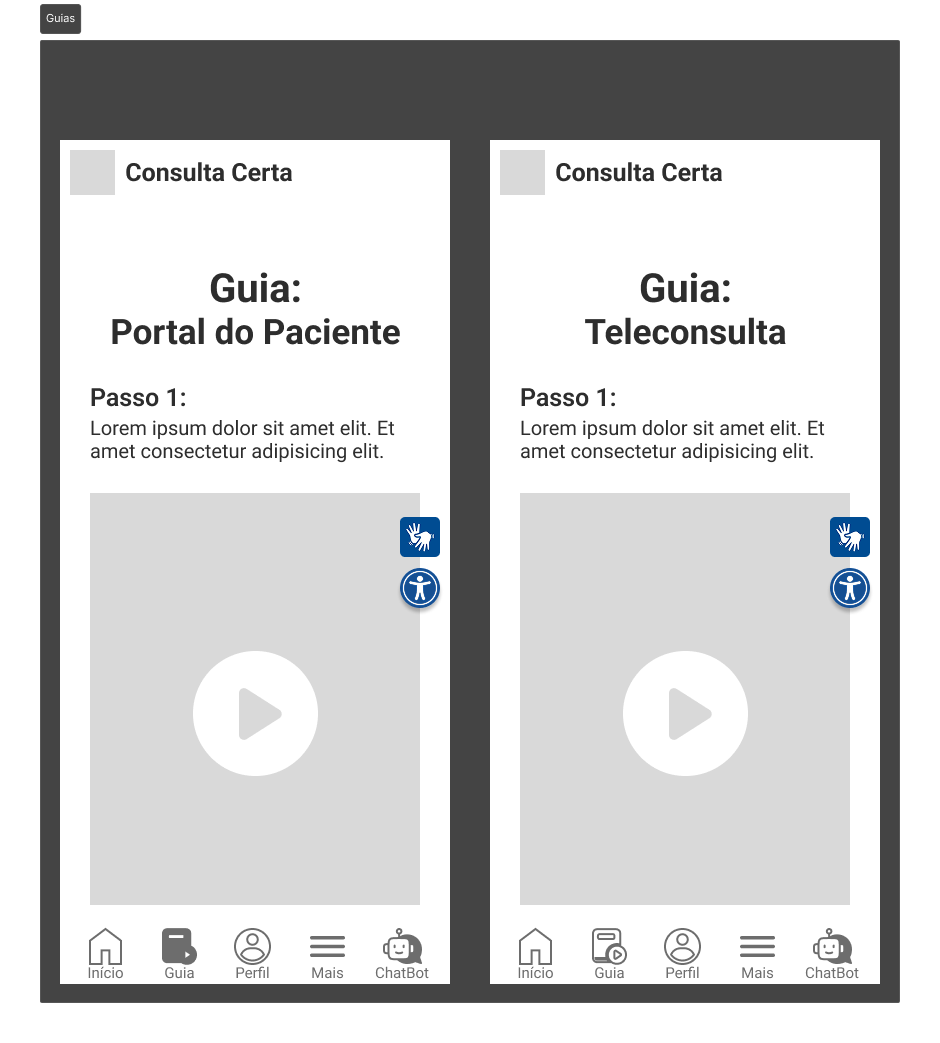 Guias
Consulta Certa
Guia:
Portal do Paciente
Passo 1:
Lorem ipsum dolor sit amet elit. Et
amet consectetur adipisicing elit.
Início
Guia
Perfil
Mais
ChatBot
Consulta Certa
Guia:
Teleconsulta
Passo 1:
Lorem ipsum dolor sit amet elit. Et
amet consectetur adipisicing elit.
Início
Guia
Perfil
Mais
ChatBot